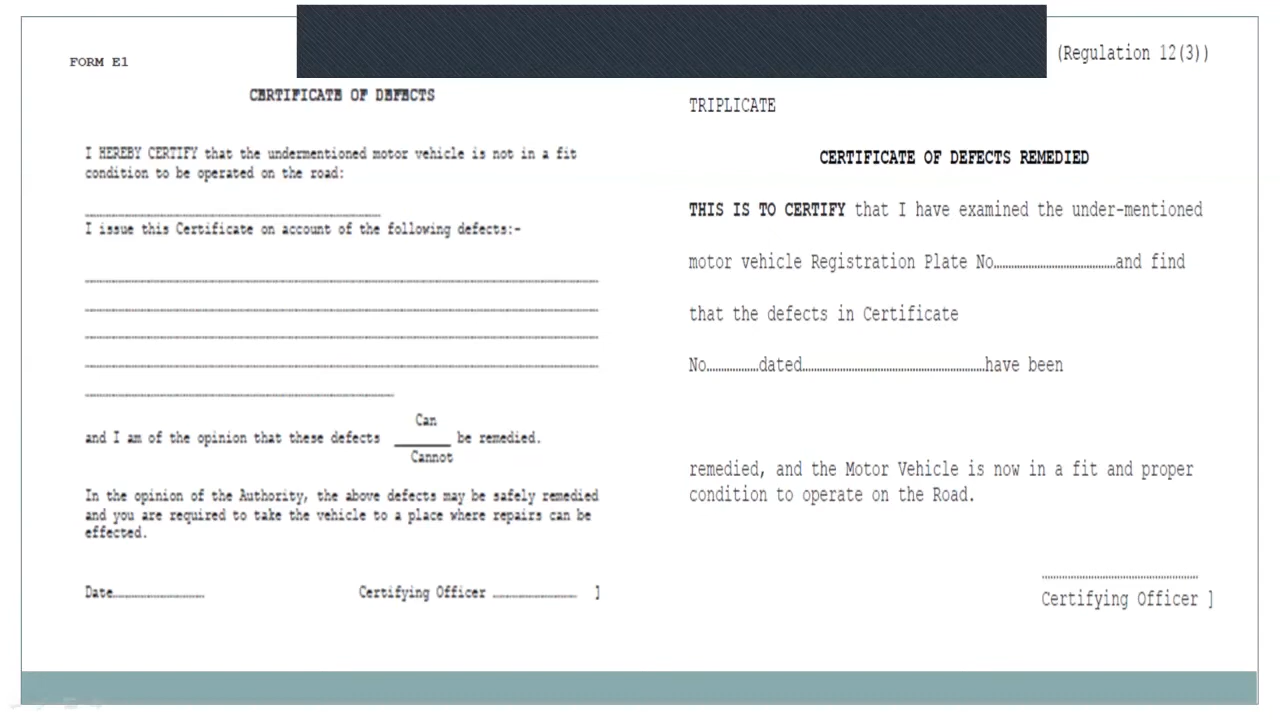 FORM E1
CERTIFICATE OF DEFECTS
I HEREBY CERTIFY that the undermentioned motor vehicle is not in a fit
condition to be operated on the road:
I issue this Certificate on account of the following defects:-
Can
and I am of the opinion that these defects ______ be remedied.
Cannot
In the opinion of the Authority, the above defects may be safely remedied
and you are required to take the vehicle to a place where repairs can be
effected.
Date.................... Certifying Officer .................... ]
(Regulation 12(3))
TRIPLICATE
CERTIFICATE OF DEFECTS REMEDIED
THIS IS TO CERTIFY that I have examined the under-mentioned
motor vehicle Registration Plate No..............................and find
that the defects in Certificate
No.............dated..........................................have been
remedied, and the Motor Vehicle is now in a fit and proper
condition to operate on the Road.
Certifying Officer ]